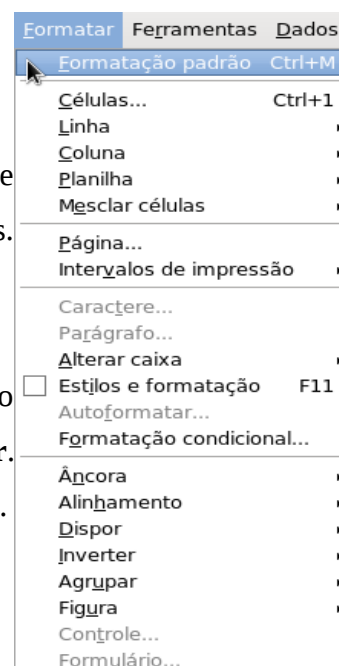 Formatar Ferramentas Dados
Formatação padrão Ctrl+M
Células... Ctrl+1
Linha
Coluna
e
Planilha
Mesclar células
s.
Página...
Intervalos de impressão
Caractere...
Parágrafo...
Alterar caixa
o
Estilos e formatação F11
Autoformatar...
Formatação condicional...
r.
Âncora
Alinhamento
.
Dispor
Inverter
Agrupar
Figura
Controle...
Formulário...